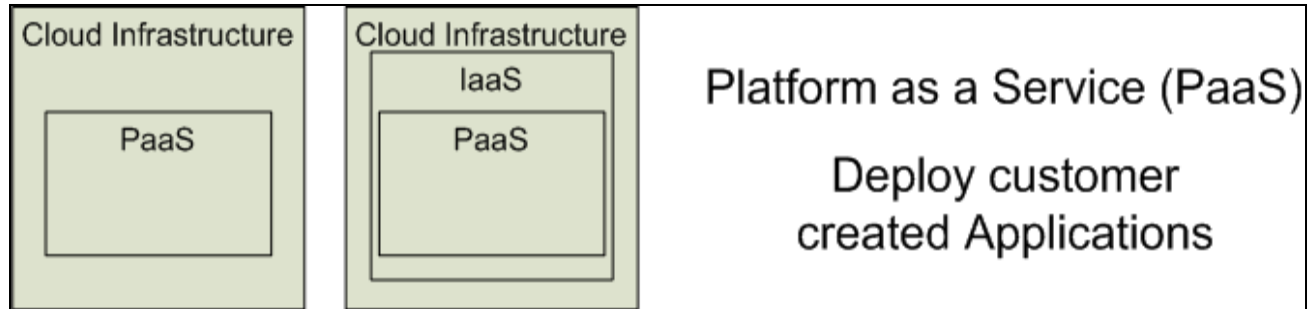 Cloud Infrastructure
PaaS
Cloud Infrastructure
IaaS
PaaS
Platform as a Service (PaaS)
Deploy customer
created Applications